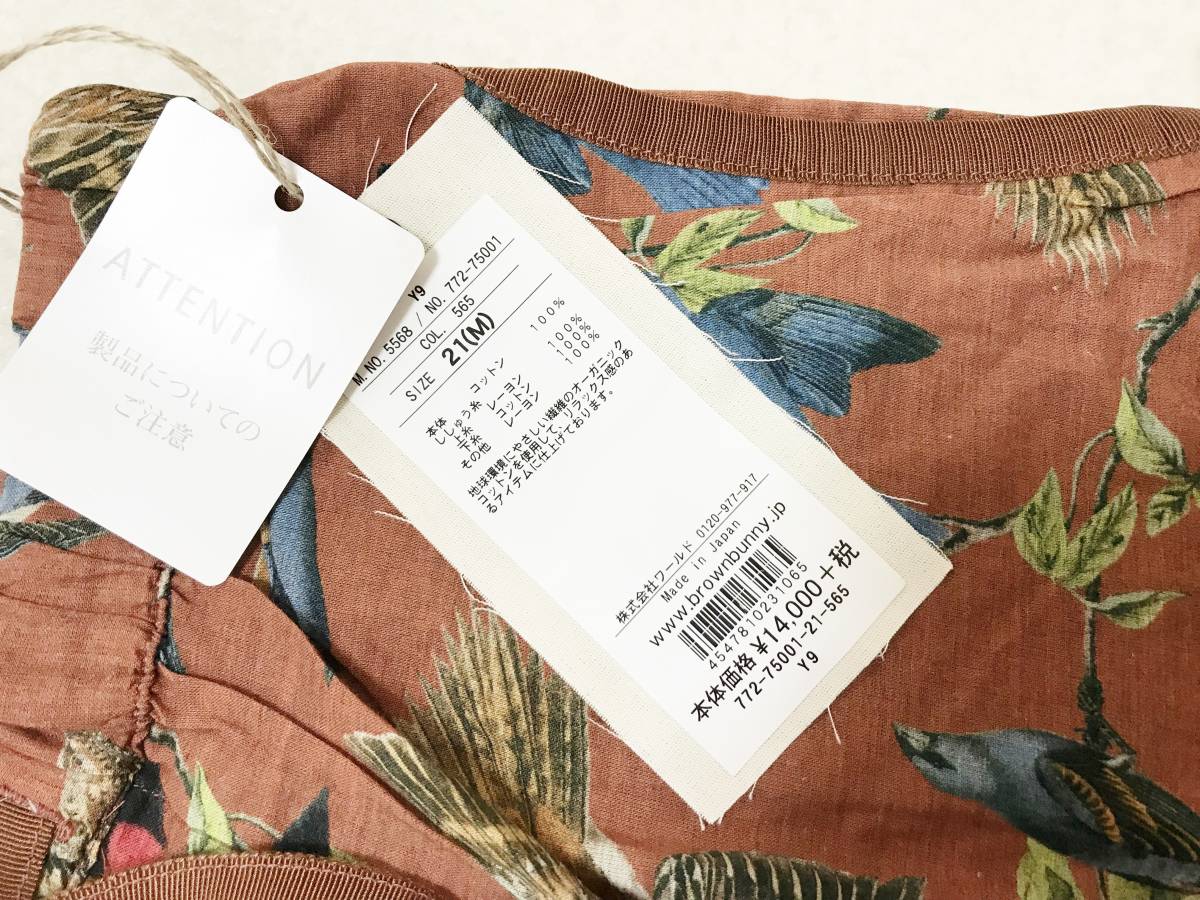 ATTENTION
製品についての
ご注意
Y9
M. NO. 5568 / NO. 772-75001
COL. 565
SIZE 21(M)
本体 コットン 100%
ししゅう糸 レーヨン 100%
上糸 コットン 100%
下糸 レーヨン 100%
その他
地球環境にやさしい繊維のオーガニック
コットンを使用して、リラックス感のあ
るアイテムに仕上げております。
株式会社ワールド 0120-977-917
Made in Japan
www.brownbunny.jp
4547810231065
本体価格 ¥14,000+税
772-75001-21-565
Y9